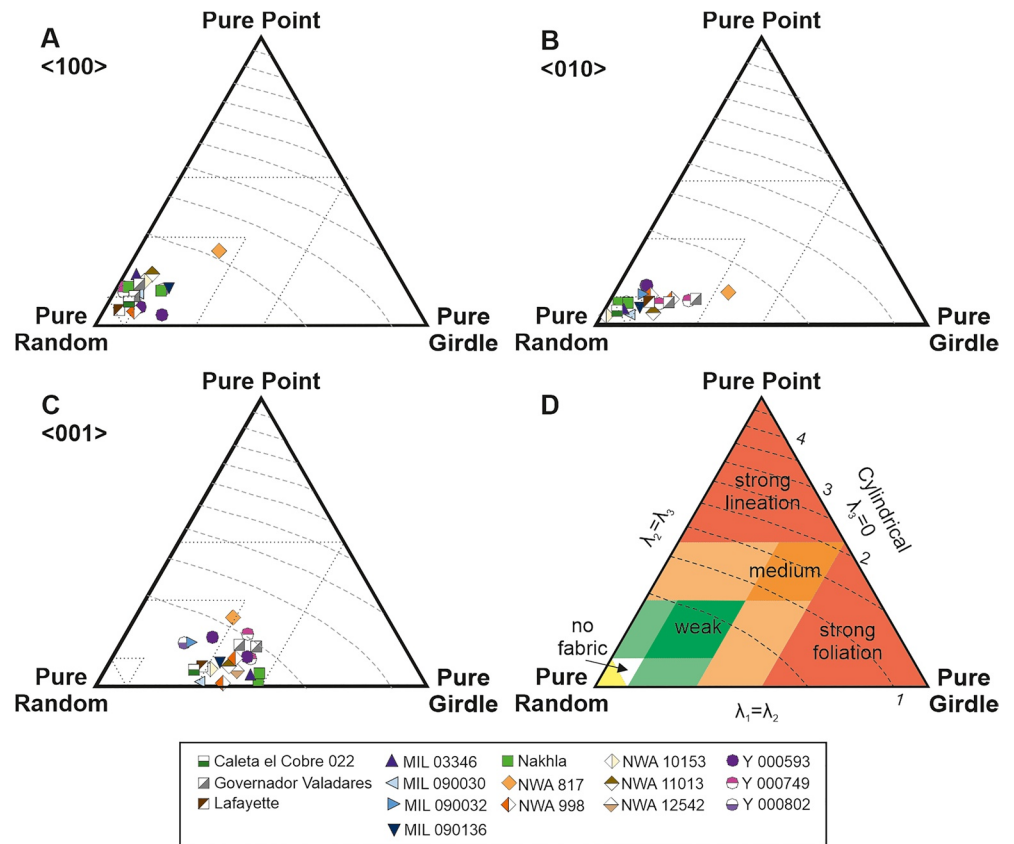 A
<100>
Pure Point
Pure
Random
Pure
Girdle
B
<010>
Pure Point
Pure
Random
Pure
Girdle
C
<001>
Pure Point
Pure
Random
Pure
Girdle
D
Pure Point
4
3
2
1
strong
lineation
Cylindrical
λ₃=0
λ₂=λ₃
medium
weak
no
fabric
strong
foliation
Pure
Random
Pure
Girdle
λ₁=λ₂
Caleta el Cobre 022
Governador Valadares
Lafayette
MIL 03346
MIL 090030
MIL 090032
MIL 090136
Nakhla
NWA 817
NWA 998
NWA 10153
NWA 11013
NWA 12542
Y 000593
Y 000749
Y 000802